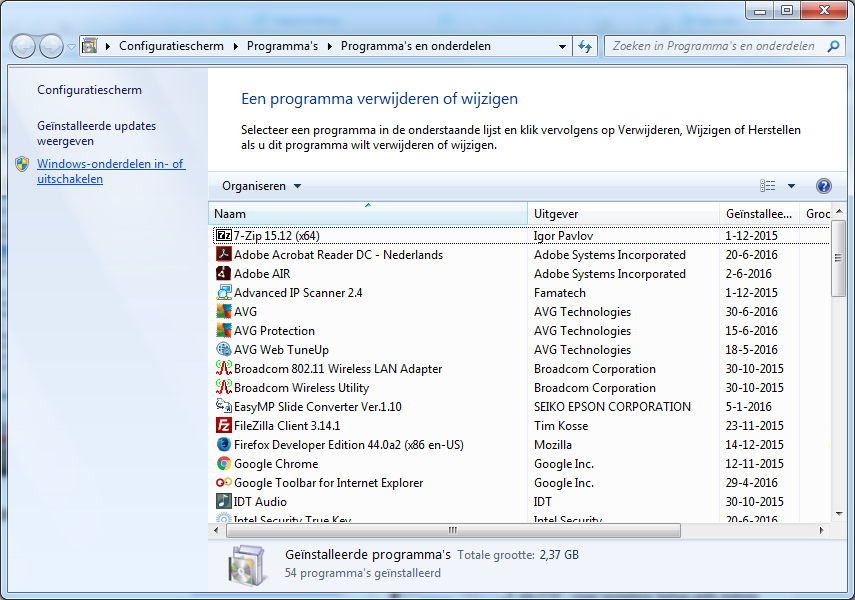 Configuratiescherm ▸ Programma's ▸ Programma's en onderdelen
Zoeken in Programma's en onderdelen
Configuratiescherm
Geïnstalleerde updates
weergeven
Windows-onderdelen in- of
uitschakelen
Een programma verwijderen of wijzigen
Selecteer een programma in de onderstaande lijst en klik vervolgens op Verwijderen, Wijzigen of Herstellen
als u dit programma wilt verwijderen of wijzigen.
Organiseren
Naam Uitgever Geïnstallee... Groo
7-Zip 15.12 (x64) Igor Pavlov 1-12-2015
Adobe Acrobat Reader DC - Nederlands Adobe Systems Incorporated 20-6-2016
Adobe AIR Adobe Systems Incorporated 2-6-2016
Advanced IP Scanner 2.4 Famatech 1-12-2015
AVG AVG Technologies 30-6-2016
AVG Protection AVG Technologies 15-6-2016
AVG Web TuneUp AVG Technologies 18-5-2016
Broadcom 802.11 Wireless LAN Adapter Broadcom Corporation 30-10-2015
Broadcom Wireless Utility Broadcom Corporation 30-10-2015
EasyMP Slide Converter Ver.1.10 SEIKO EPSON CORPORATION 5-1-2016
FileZilla Client 3.14.1 Tim Kosse 23-11-2015
Firefox Developer Edition 44.0a2 (x86 en-US) Mozilla 14-12-2015
Google Chrome Google Inc. 12-11-2015
Google Toolbar for Internet Explorer Google Inc. 29-4-2016
IDT Audio IDT 30-10-2015
Intel Security True Key Intel Security 20-6-2016
Geïnstalleerde programma's Totale grootte: 2,37 GB
54 programma's geïnstalleerd